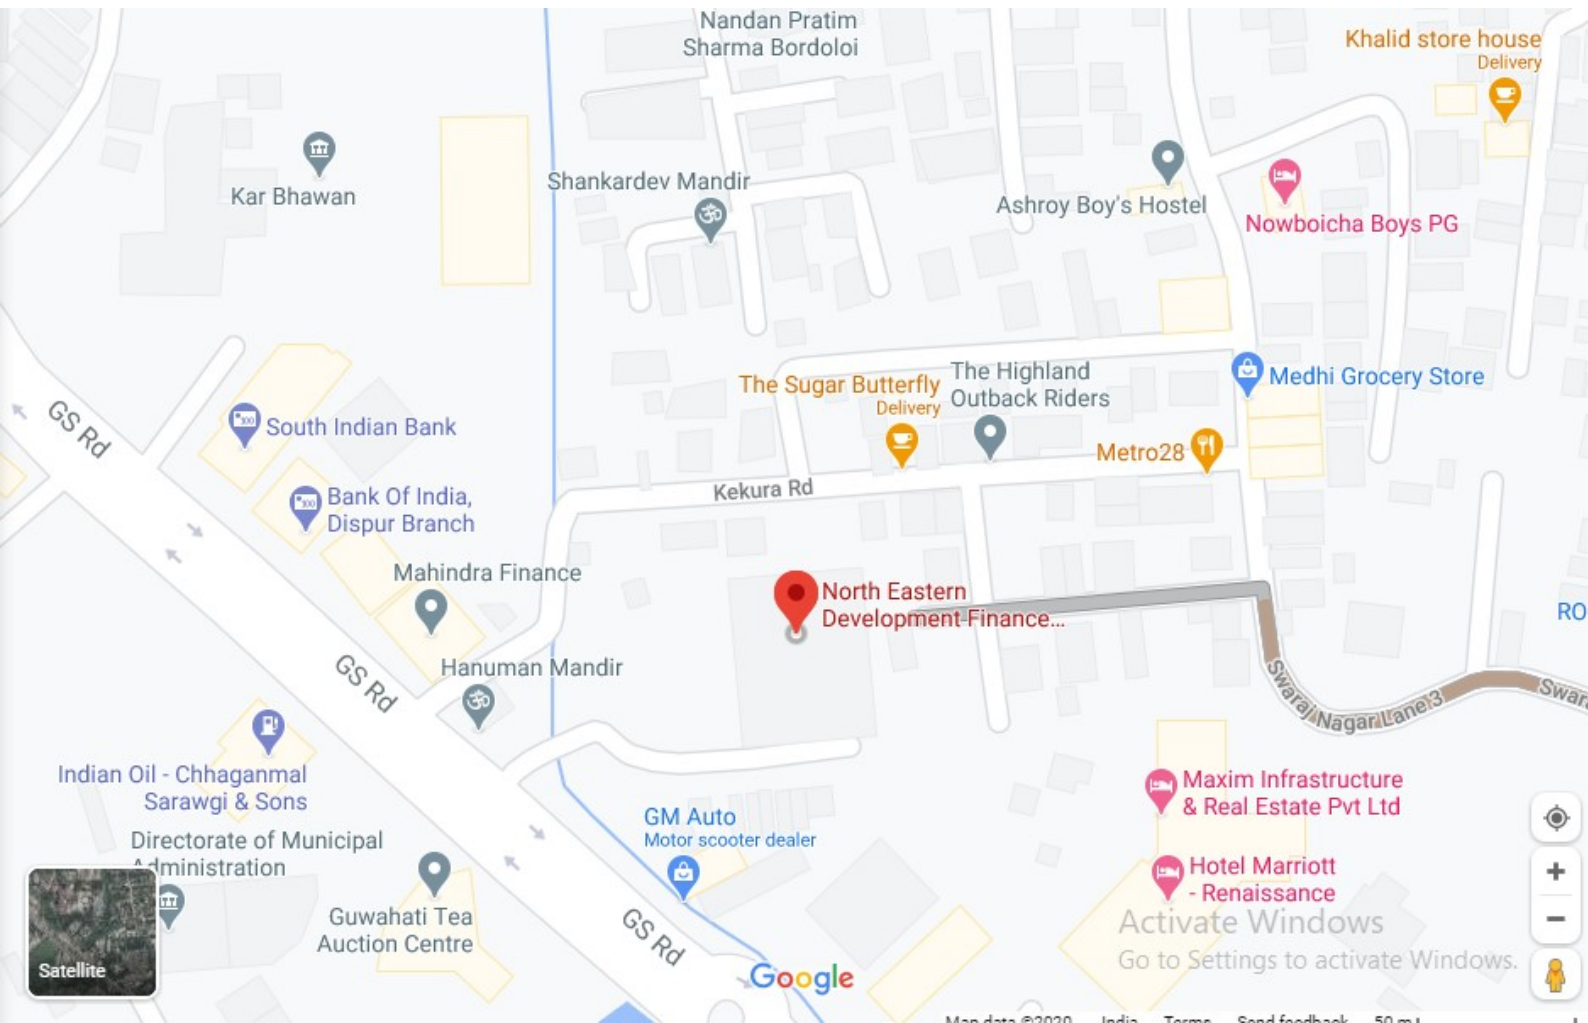 Nandan Pratim
Sharma Bordoloi
Khalid store house
Delivery
Kar Bhawan
Shankardev Mandir
Ashroy Boy's Hostel
Nowboicha Boys PG
The Sugar Butterfly
Delivery
The Highland
Outback Riders
Medhi Grocery Store
GS Rd
South Indian Bank
Metro28
Kekura Rd
Bank Of India,
Dispur Branch
Mahindra Finance
North Eastern
Development Finance...
RO
Hanuman Mandir
GS Rd
Swaraj Nagar Lane 3
Swar
Indian Oil - Chhaganmal
Sarawgi & Sons
Maxim Infrastructure
& Real Estate Pvt Ltd
GM Auto
Motor scooter dealer
Directorate of Municipal
Administration
Hotel Marriott
- Renaissance
Guwahati Tea
Auction Centre
GS Rd
Activate Windows
Go to Settings to activate Windows.
Satellite
Google
Map data ©2020 India Terms Send feedback 50 m